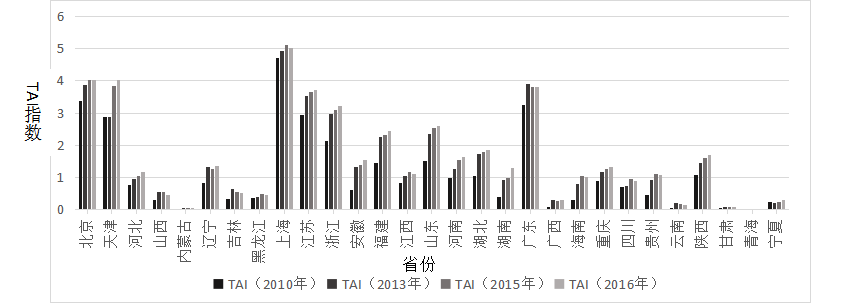 6
5
4
3
2
1
0
TAI指数
北京
天津
河北
山西
内蒙古
辽宁
吉林
黑龙江
上海
江苏
浙江
安徽
福建
江西
山东
河南
湖北
湖南
广东
广西
海南
重庆
四川
贵州
云南
陕西
甘肃
青海
宁夏
省份
TAI（2010年） TAI（2013年） TAI（2015年） TAI（2016年）